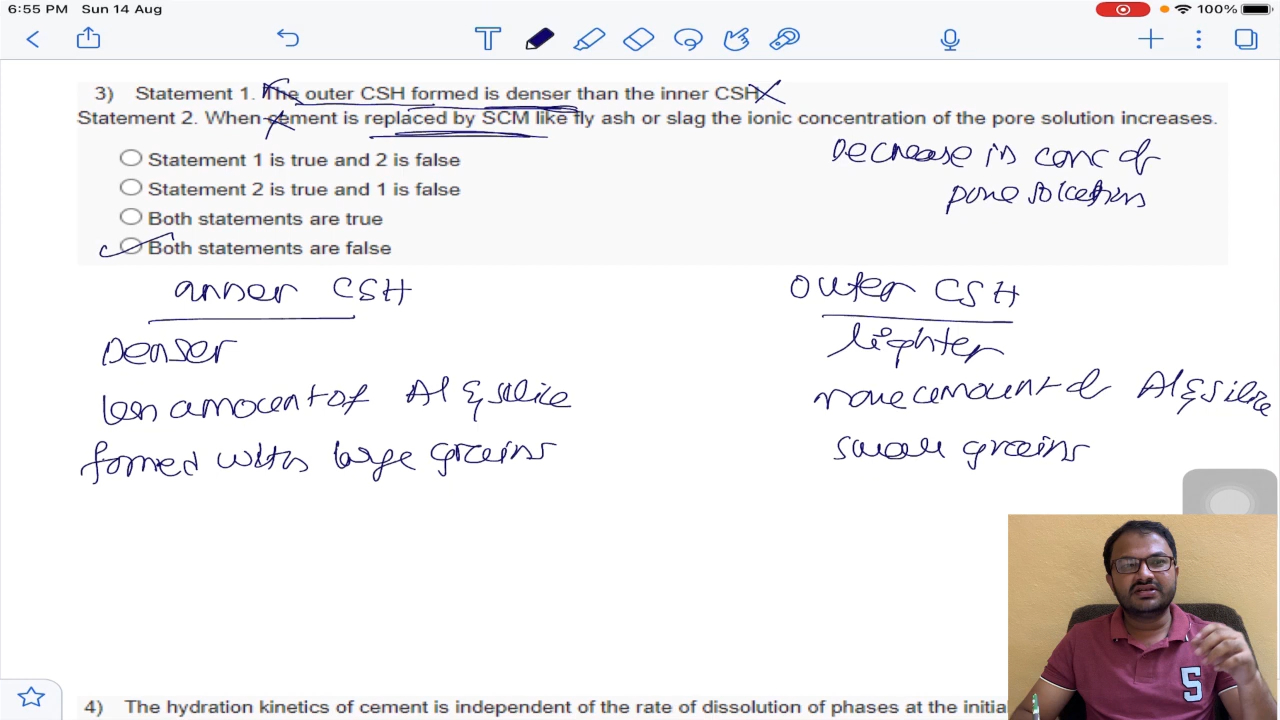 6:55 PM Sun 14 Aug
100%
T
3) Statement 1. The outer CSH formed is denser than the inner CSH.
Statement 2. When cement is replaced by SCM like fly ash or slag the ionic concentration of the pore solution increases.
Statement 1 is true and 2 is false
Statement 2 is true and 1 is false
Both statements are true
Both statements are false
Decrease in conc of
pore solution
inner CSH
outer CSH
Denser
lighter
less amount of Al & silice
more amount of Al & silice
formed with large grains
small grains
5
4) The hydration kinetics of cement is independent of the rate of dissolution of phases at the initia